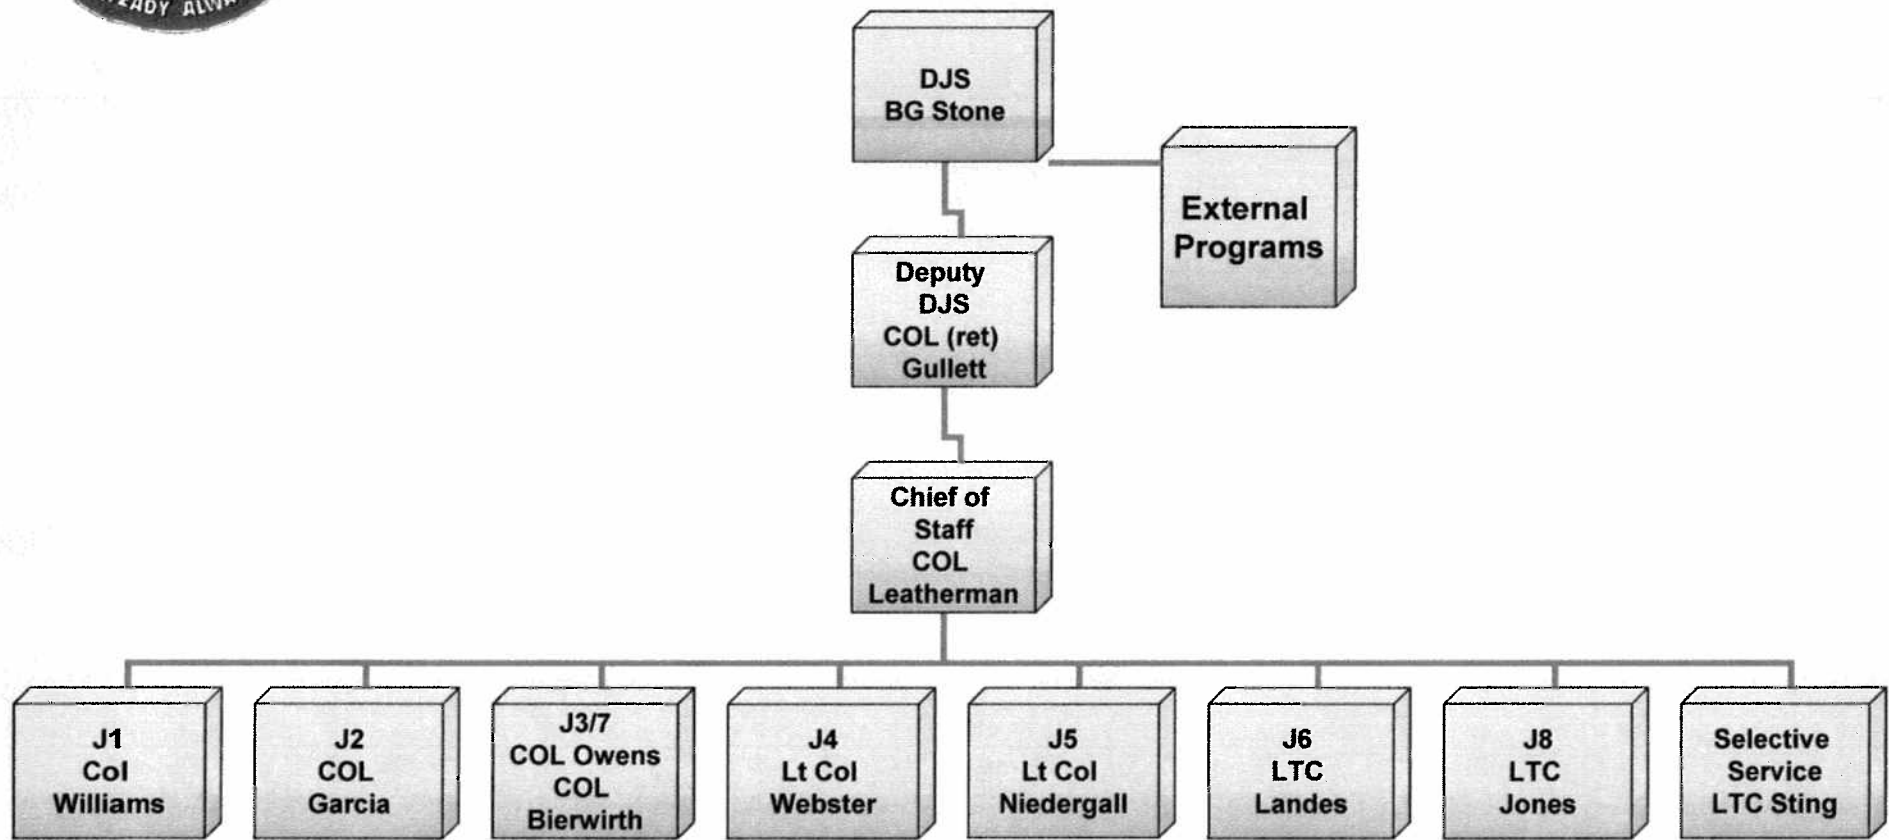 READY ALWA
DJS
BG Stone
External
Programs
Deputy
DJS
COL (ret)
Gullett
Chief of
Staff
COL
Leatherman
J1
Col
Williams
J2
COL
Garcia
J3/7
COL Owens
COL
Bierwirth
J4
Lt Col
Webster
J5
Lt Col
Niedergall
J6
LTC
Landes
J8
LTC
Jones
Selective
Service
LTC Sting